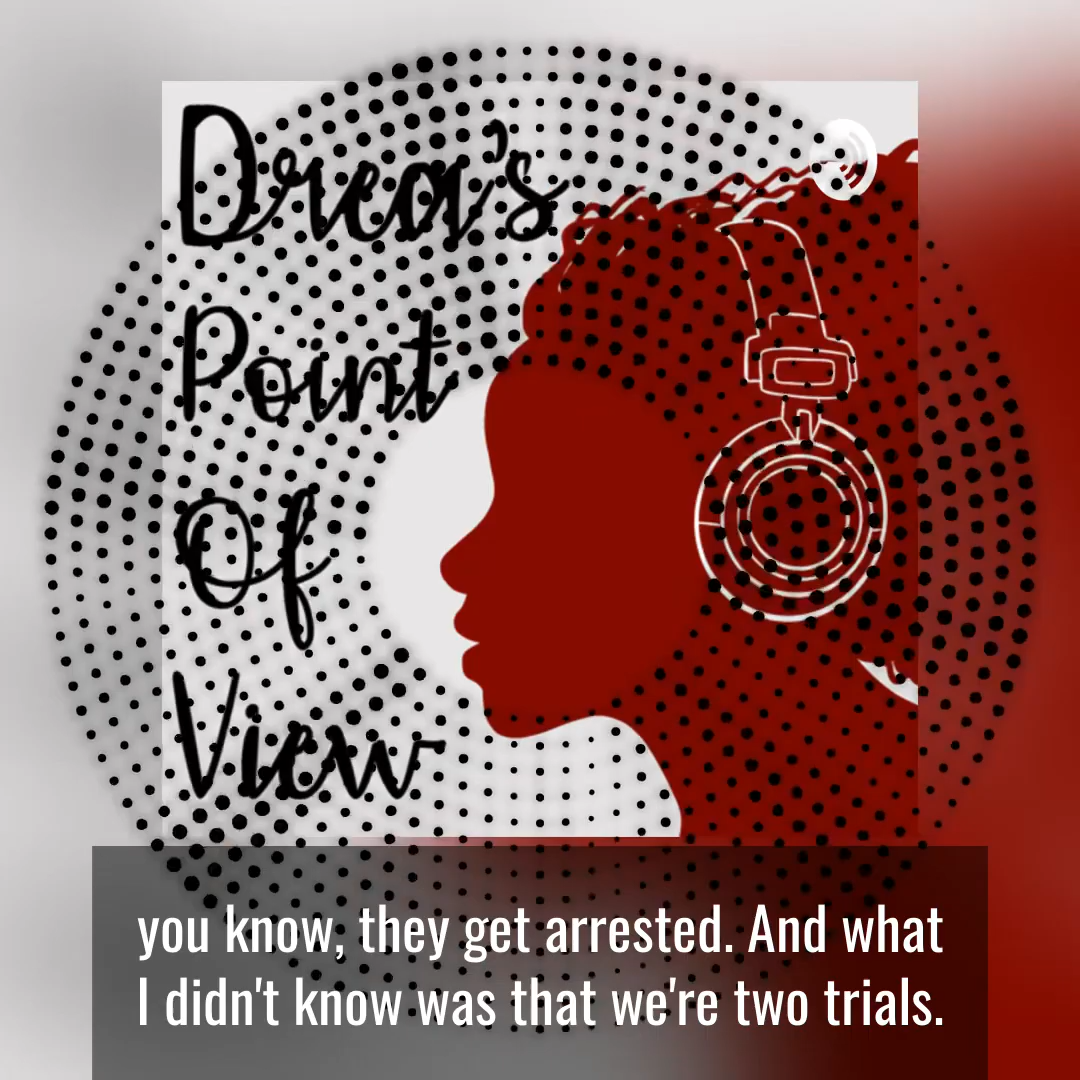 Drea's
Point
Of
View
you know, they get arrested. And what
I didn't know was that we're two trials.